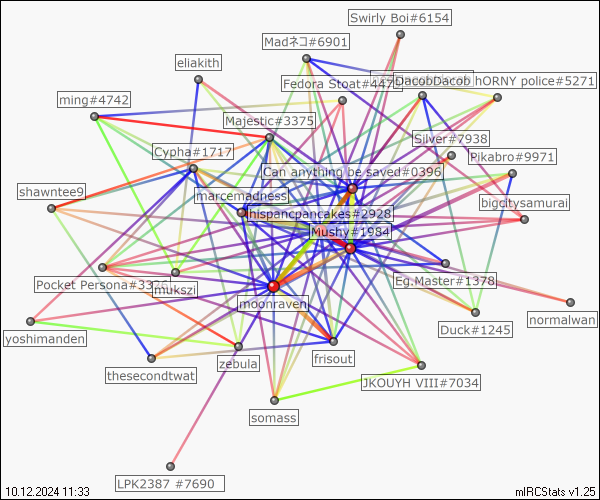 Swirly Boi#6154
Madネコ#6901
eliakith
Fedora Stoat#447
DacobDacob
hORNY police#5271
ming#4742
Majestic#3375
Silver#7938
Cypha#1717
Pikabro#9971
Can anything be saved#0396
shawntee9
marcemadness
bigcitysamurai
hispancpancakes#2928
Mushy#1984
Pocket Persona#3326
mukszi
Eg.Master#1378
moonraven
normalwan
Duck#1245
yoshimanden
zebula
frisout
thesecondtwat
JKOUYH VIII#7034
somass
LPK2387 #7690
10.12.2024 11:33
mIRCStats v1.25